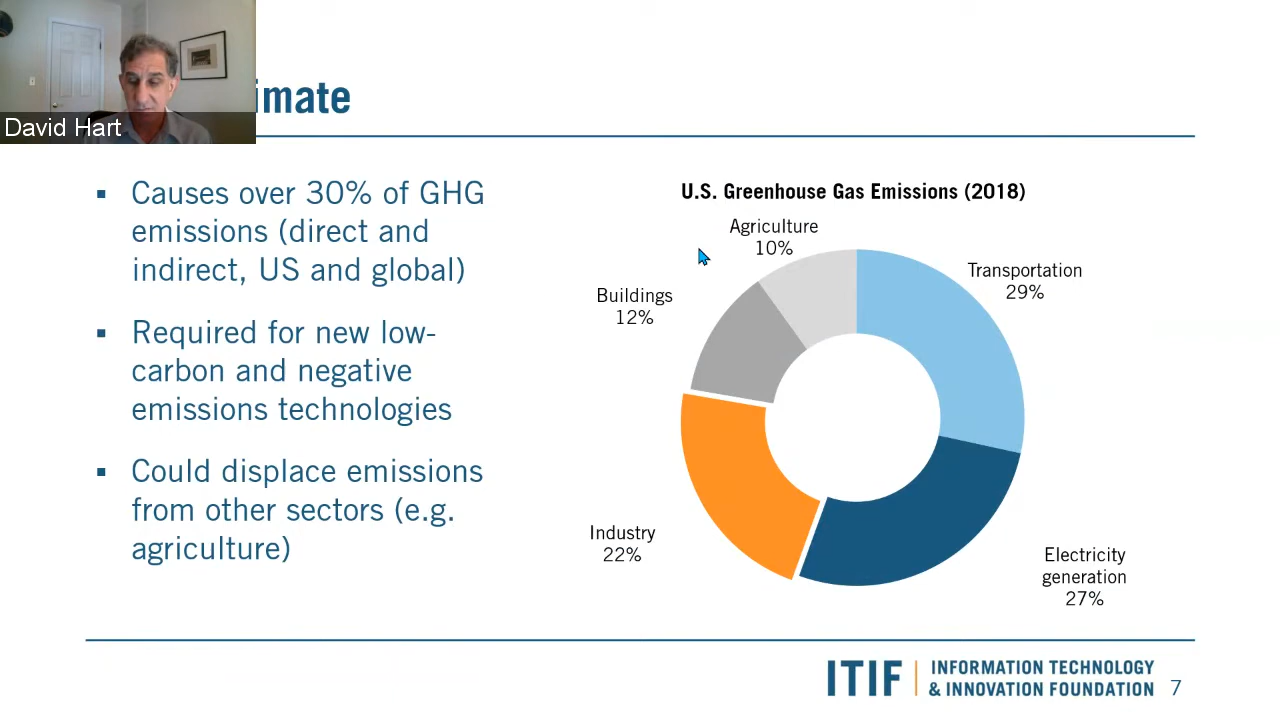 David Hart
imate
▪ Causes over 30% of GHG
emissions (direct and
indirect, US and global)
▪ Required for new low-
carbon and negative
emissions technologies
▪ Could displace emissions
from other sectors (e.g.
agriculture)
U.S. Greenhouse Gas Emissions (2018)
Agriculture
10%
Transportation
29%
Buildings
12%
Industry
22%
Electricity
generation
27%
ITIF | INFORMATION TECHNOLOGY
& INNOVATION FOUNDATION
7